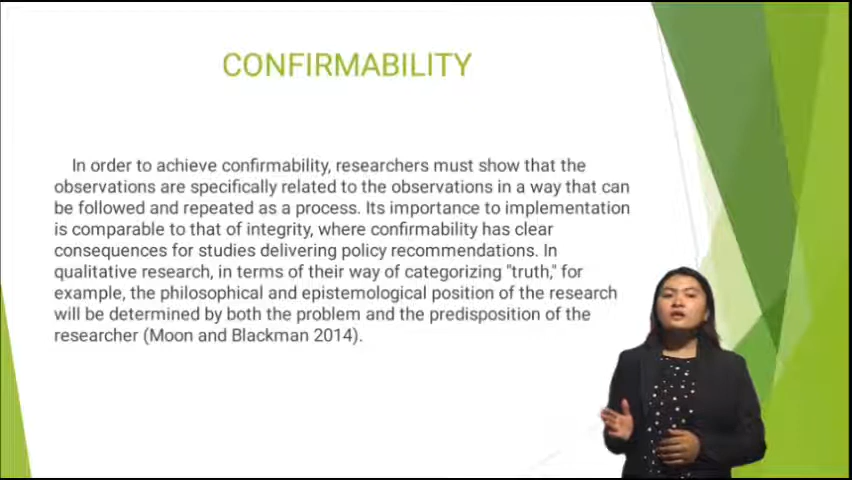 CONFIRMABILITY
In order to achieve confirmability, researchers must show that the
observations are specifically related to the observations in a way that can
be followed and repeated as a process. Its importance to implementation
is comparable to that of integrity, where confirmability has clear
consequences for studies delivering policy recommendations. In
qualitative research, in terms of their way of categorizing "truth," for
example, the philosophical and epistemological position of the research
will be determined by both the problem and the predisposition of the
researcher (Moon and Blackman 2014).